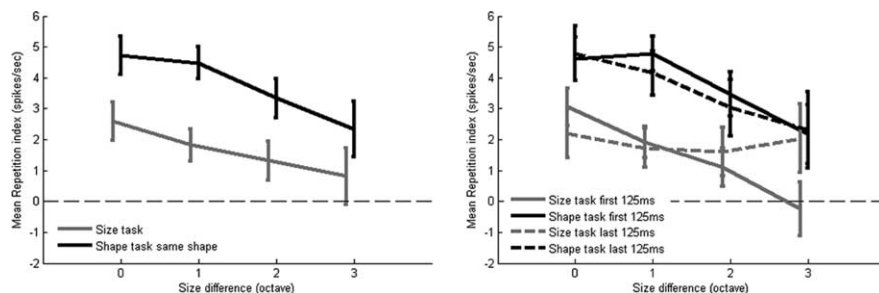 6
5
4
3
2
1
0
-1
-2
Mean Repetition index (spikes/sec)
Size task
Shape task same shape
0 1 2 3
Size difference (octave)
6
5
4
3
2
1
0
-1
-2
Mean Repetition index (spikes/sec)
Size task first 125ms
Shape task first 125ms
Size task last 125ms
Shape task last 125ms
0 1 2 3
Size difference (octave)